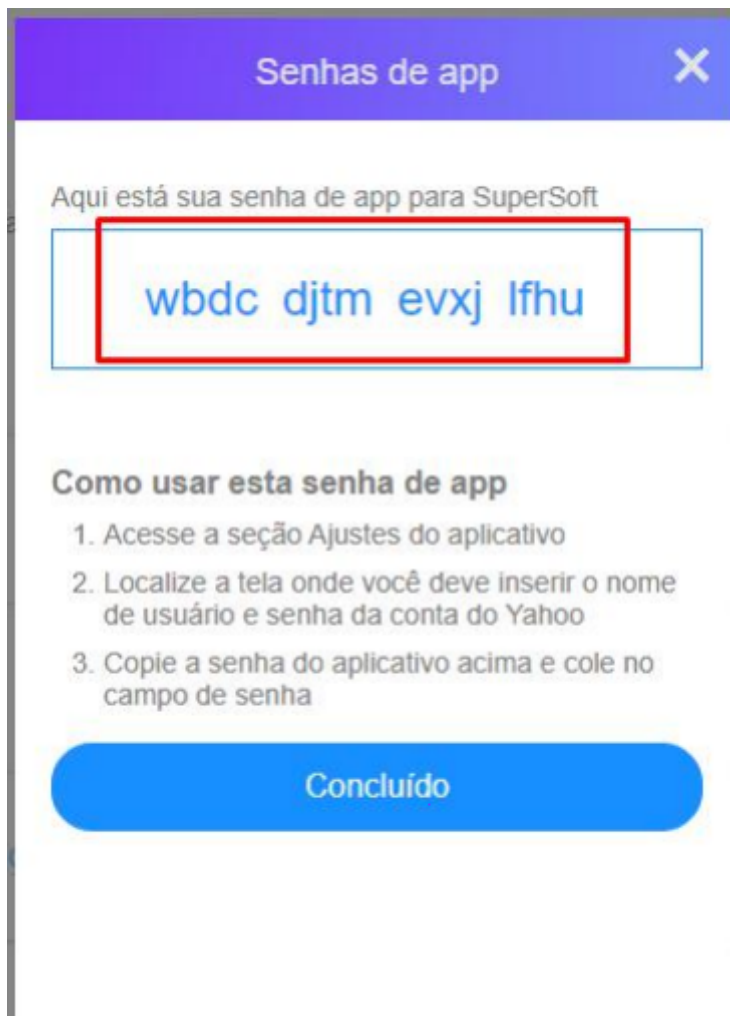 Senhas de app
Aqui está sua senha de app para SuperSoft
wbdc djtm evxj lfhu
Como usar esta senha de app
1. Acesse a seção Ajustes do aplicativo
2. Localize a tela onde você deve inserir o nome
de usuário e senha da conta do Yahoo
3. Copie a senha do aplicativo acima e cole no
campo de senha
Concluído